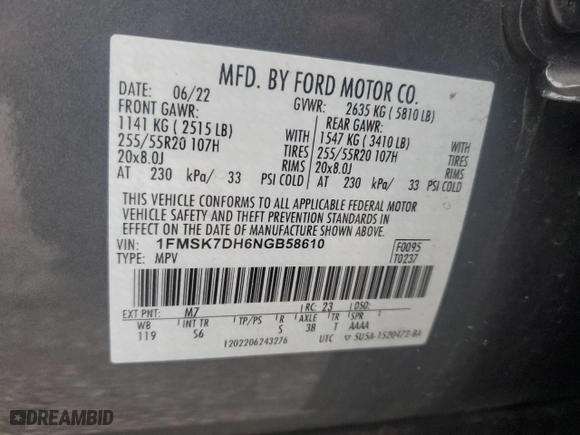 MFD. BY FORD MOTOR CO.
DATE: 06/22 GVWR: 2635 KG ( 5810 LB)
FRONT GAWR: REAR GAWR:
1141 KG ( 2515 LB) WITH 1547 KG ( 3410 LB) WITH
255/55R20 107H TIRES 255/55R20 107H TIRES
20x8.0J RIMS 20x8.0J RIMS
AT 230 kPa/ 33 PSI COLD AT 230 kPa/ 33 PSI COLD
THIS VEHICLE CONFORMS TO ALL APPLICABLE FEDERAL MOTOR
VEHICLE SAFETY AND THEFT PREVENTION STANDARDS IN
EFFECT ON THE DATE OF MANUFACTURE SHOWN ABOVE.
VIN: 1FMSK7DH6NGB58610 F0095
TYPE: MPV T0237
EXT PNT: M7 RC: 23 DSO:
WB INT TR TP/PS R AXLE TR SPR
119 S6 S 38 T AAAA
1202206243276 UTC SU5A-1520472-BA
DREAMBID